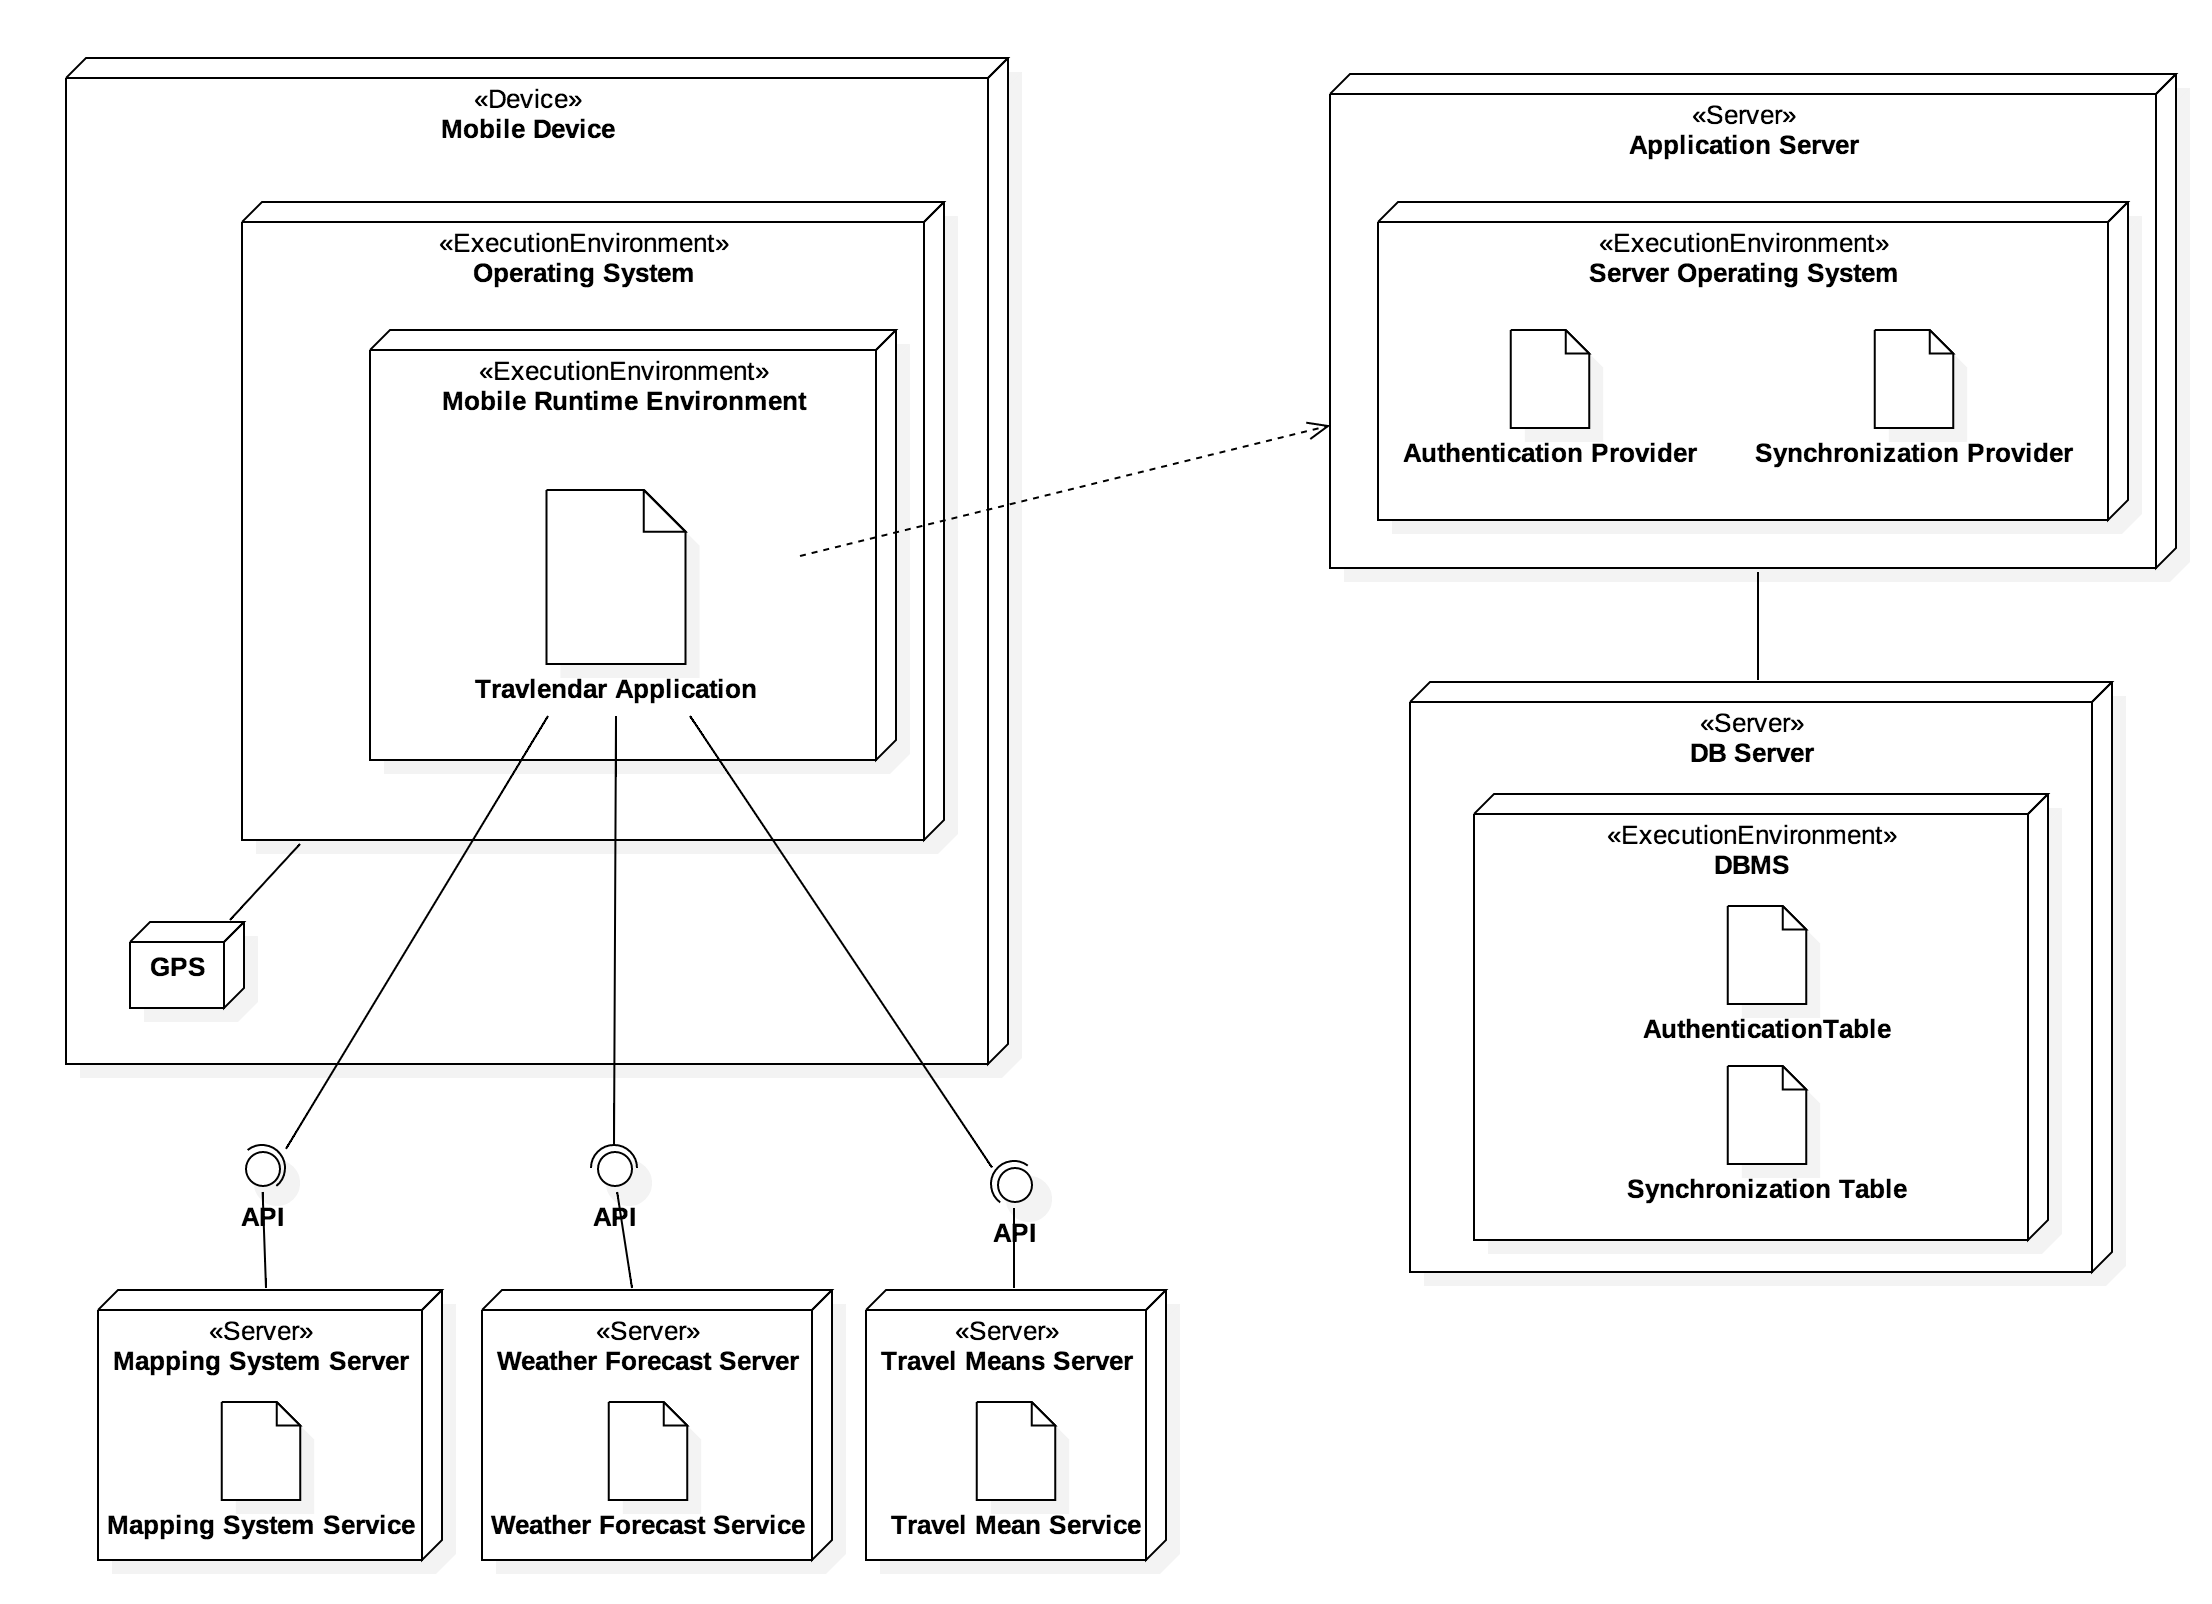 «Device»
Mobile Device
«ExecutionEnvironment»
Operating System
«ExecutionEnvironment»
Mobile Runtime Environment
Travlendar Application
GPS
«Server»
Application Server
«ExecutionEnvironment»
Server Operating System
Authentication Provider
Synchronization Provider
«Server»
DB Server
«ExecutionEnvironment»
DBMS
AuthenticationTable
Synchronization Table
API
API
API
«Server»
Mapping System Server
Mapping System Service
«Server»
Weather Forecast Server
Weather Forecast Service
«Server»
Travel Means Server
Travel Mean Service